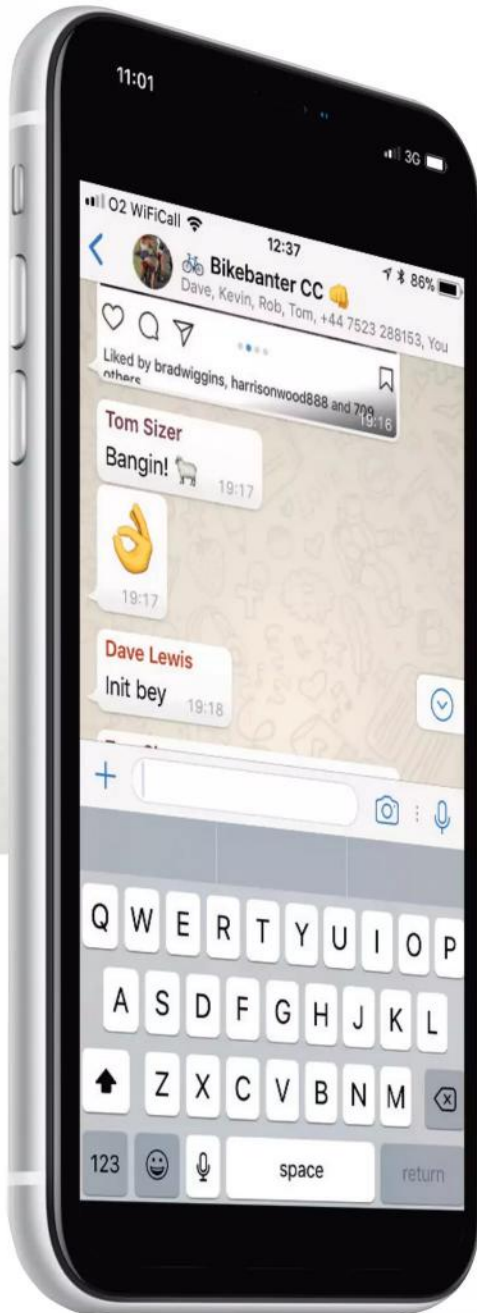 11:01
3G
O2 WiFiCall
12:37
86%
🚲 Bikebanter CC 👊
Dave, Kevin, Rob, Tom, +44 7523 288153, You
Liked by bradwiggins, harrisonwood888 and 709
others
19:16
Tom Sizer
Bangin! 🐑
19:17
👌
19:17
Dave Lewis
Init bey
19:18
Q W E R T Y U I O P
A S D F G H J K L
Z X C V B N M
123
space
return